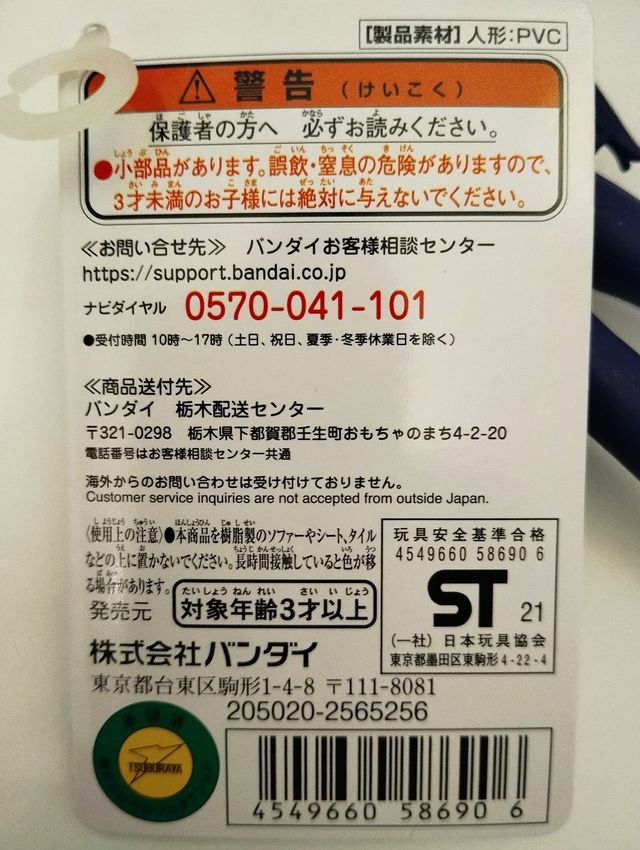 [製品素材] 人形：PVC
警告 (けいこく)
保護者の方へ 必ずお読みください。
●小部品があります。誤飲・窒息の危険がありますので、
3才未満のお子様には絶対に与えないでください。
≪お問い合せ先≫ バンダイお客様相談センター
https://support.bandai.co.jp
ナビダイヤル 0570-041-101
●受付時間 10時〜17時（土日、祝日、夏季・冬季休業日を除く）
≪商品送付先≫
バンダイ 栃木配送センター
〒321-0298 栃木県下都賀郡壬生町おもちゃのまち4-2-20
電話番号はお客様相談センター共通
海外からのお問い合わせは受け付けておりません。
Customer service inquiries are not accepted from outside Japan.
〈使用上の注意〉●本商品を樹脂製のソファーやシート、タイル
などの上に置かないでください。長時間接触していると色が移
る場合があります。
発売元 対象年齢3才以上
株式会社バンダイ
東京都台東区駒形1-4-8 〒111-8081
205020-2565256
玩具安全基準合格
4549660 58690 6
ST 21
(一社) 日本玩具協会
東京都墨田区東駒形4-22-4
TSUBURAYA
4549660 58690 6